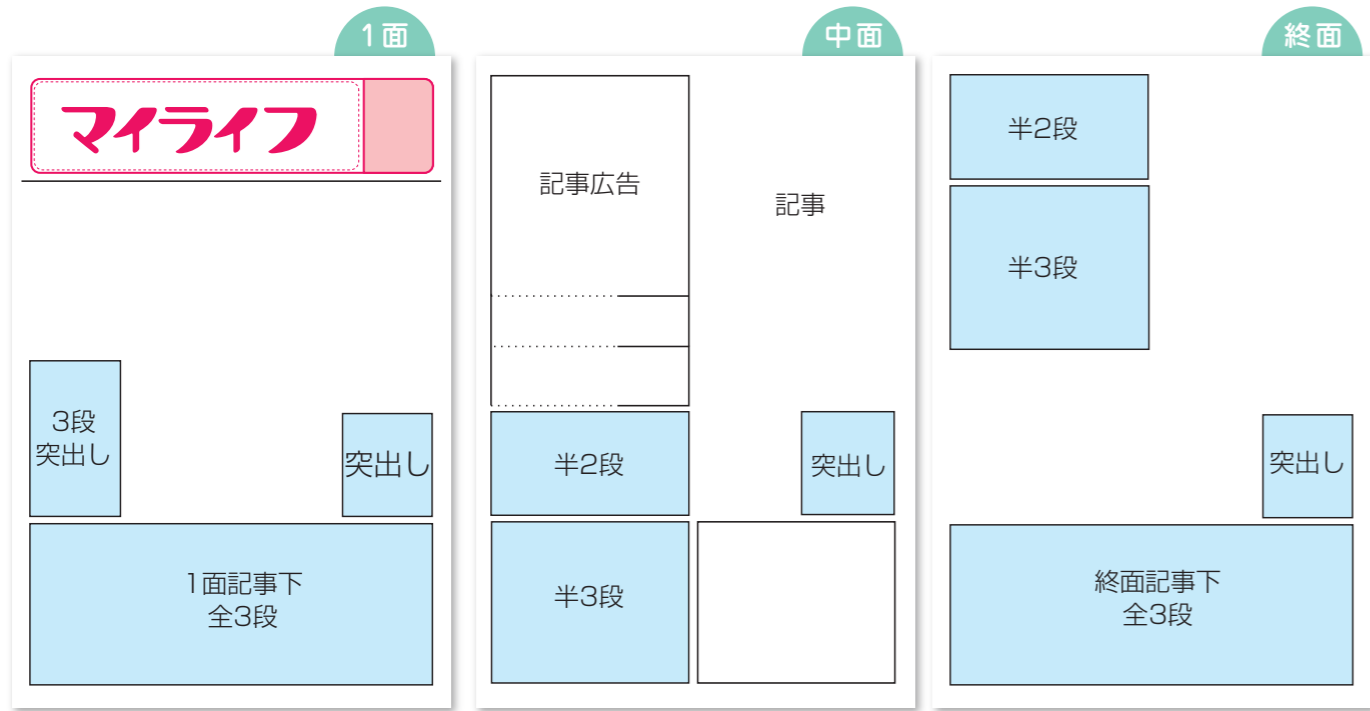 1面
マイライフ
3段
突出し
突出し
1面記事下
全3段
中面
記事広告
記事
半2段
突出し
半3段
終面
半2段
半3段
突出し
終面記事下
全3段